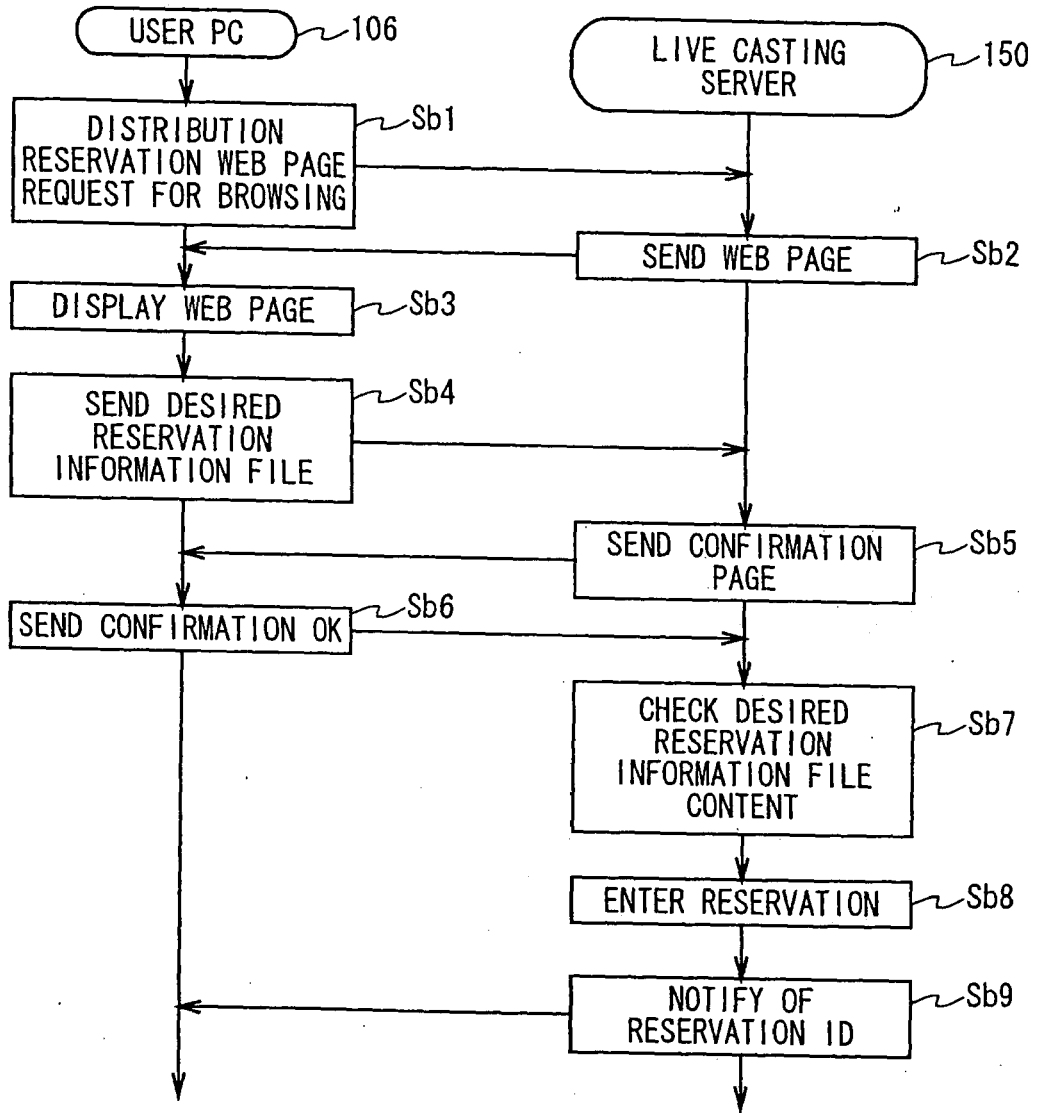 USER PC
106
LIVE CASTING
SERVER
150
DISTRIBUTION
RESERVATION WEB PAGE
REQUEST FOR BROWSING
Sb1
SEND WEB PAGE
Sb2
DISPLAY WEB PAGE
Sb3
SEND DESIRED
RESERVATION
INFORMATION FILE
Sb4
SEND CONFIRMATION
PAGE
Sb5
SEND CONFIRMATION OK
Sb6
CHECK DESIRED
RESERVATION
INFORMATION FILE
CONTENT
Sb7
ENTER RESERVATION
Sb8
NOTIFY OF
RESERVATION ID
Sb9